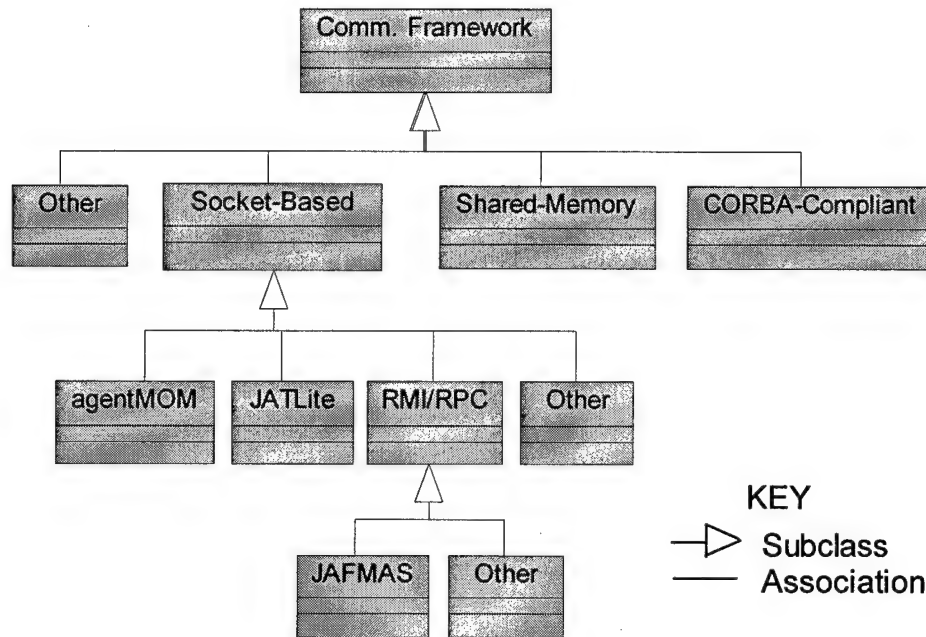 Comm. Framework
Other
Socket-Based
Shared-Memory
CORBA-Compliant
agentMOM
JATLite
RMI/RPC
Other
JAFMAS
Other
KEY
Subclass
Association